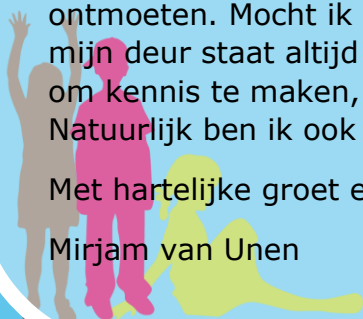 ontmoeten. Mocht ik
mijn deur staat altijd
om kennis te maken,
Natuurlijk ben ik ook
Met hartelijke groet e
Mirjam van Unen